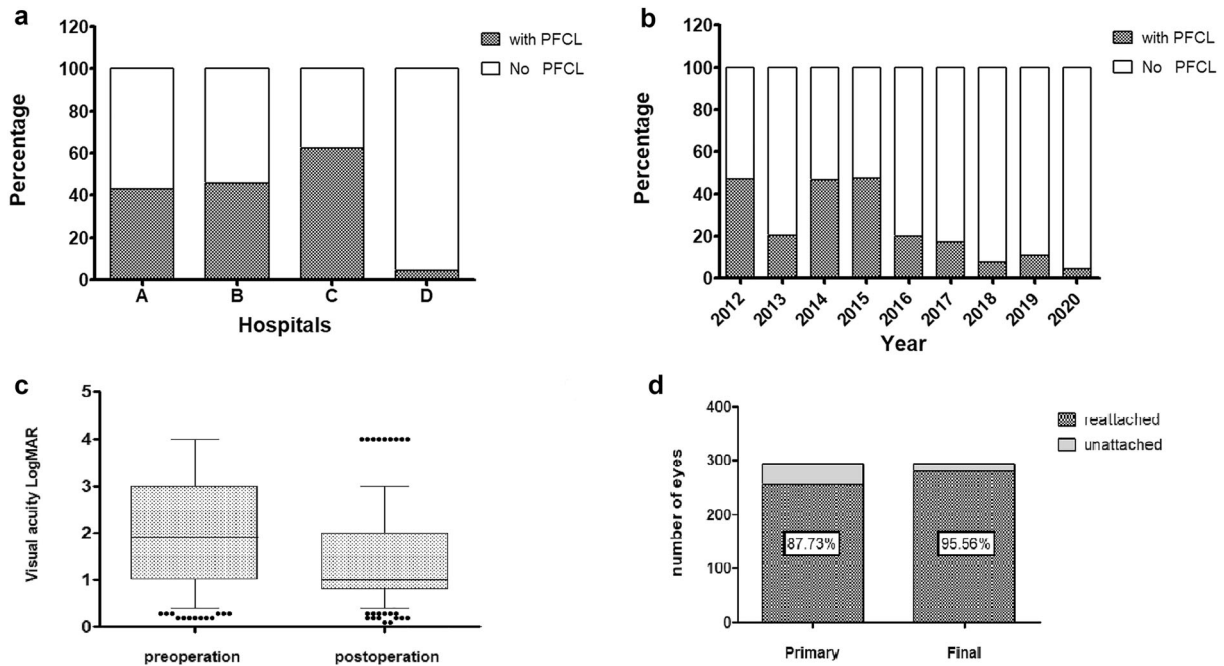 a
120
100
80
60
40
20
0
Percentage
A B C D
Hospitals
with PFCL
No PFCL
b
120
100
80
60
40
20
0
Percentage
2012 2013 2014 2015 2016 2017 2018 2019 2020
Year
with PFCL
No PFCL
c
5
4
3
2
1
0
Visual acuity LogMAR
preoperation postoperation
d
400
300
200
100
0
number of eyes
87.73% 95.56%
Primary Final
reattached
unattached